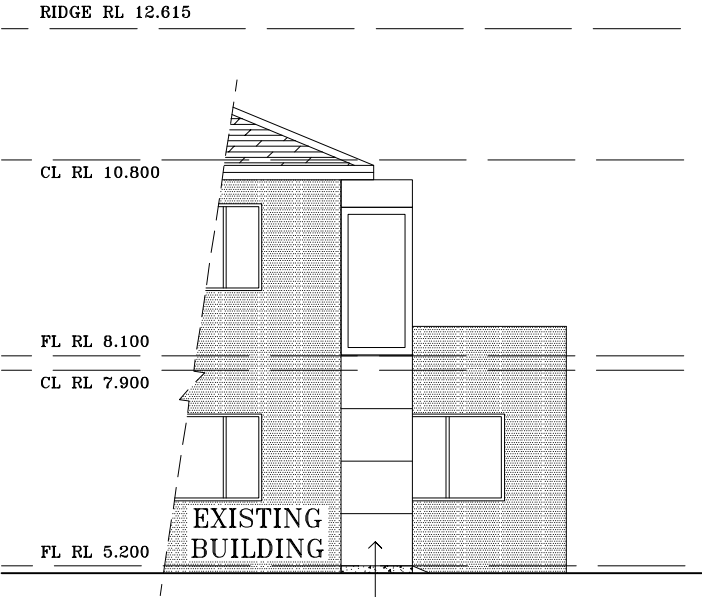 RIDGE RL 12.615
CL RL 10.800
FL RL 8.100
CL RL 7.900
EXISTING
BUILDING
FL RL 5.200